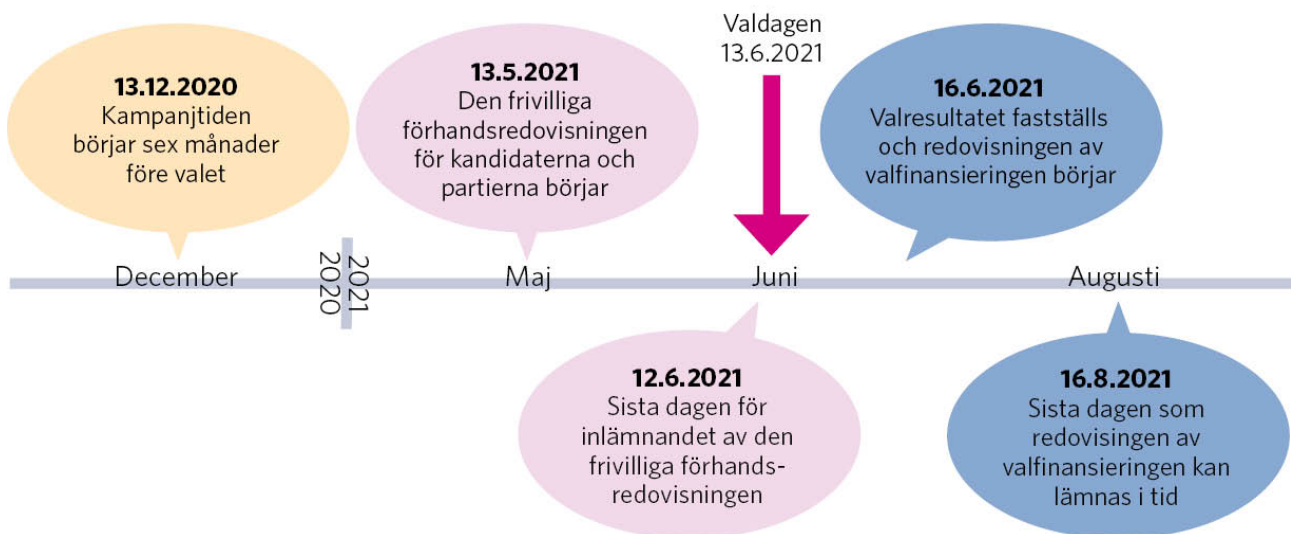 13.12.2020
Kampanjtiden
börjar sex månader
före valet
13.5.2021
Den frivilliga
förhandsredovisningen
för kandidaterna och
partierna börjar
Valdagen
13.6.2021
16.6.2021
Valresultatet fastställs
och redovisningen av
valfinansieringen börjar
December
2020
2021
Maj
Juni
Augusti
12.6.2021
Sista dagen för
inlämnandet av den
frivilliga förhands-
redovisningen
16.8.2021
Sista dagen som
redovisingen av
valfinansieringen kan
lämnas i tid